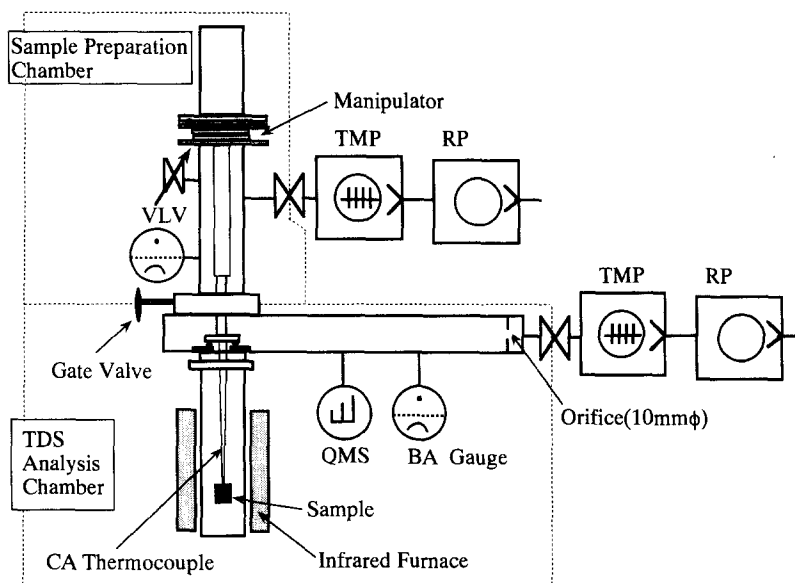 Sample Preparation
Chamber
Manipulator
TMP
RP
VLV
TMP
RP
Gate Valve
Orifice(10mmϕ)
QMS
BA Gauge
TDS
Analysis
Chamber
Sample
CA Thermocouple
Infrared Furnace